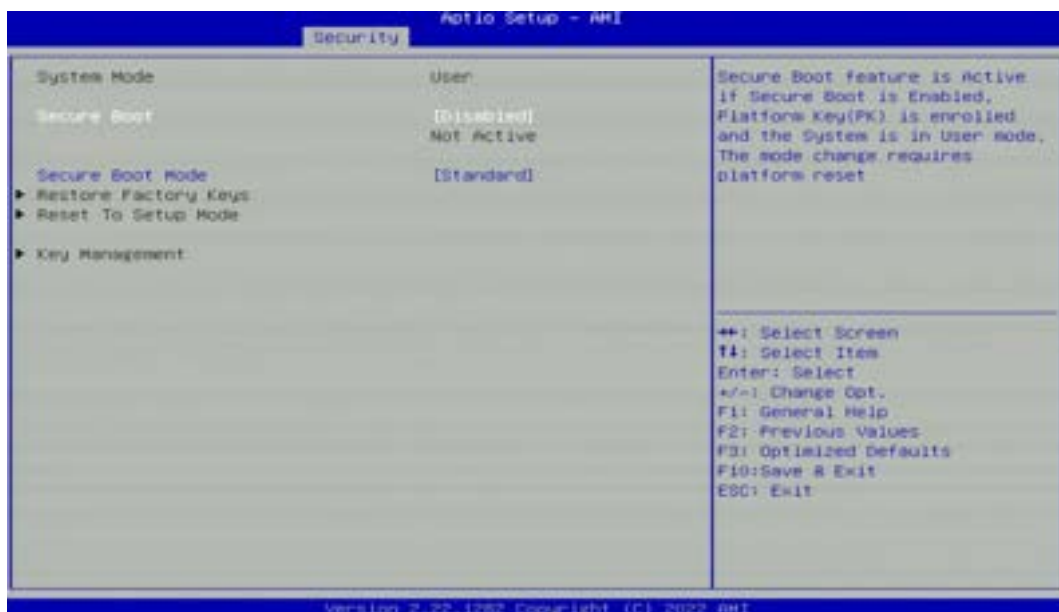 Aptio Setup - AMI
Security
System Mode User
Secure Boot [Disabled]
Not Active
Secure Boot Mode [Standard]
► Restore Factory Keys
► Reset To Setup Mode
► Key Management
Secure Boot feature is Active
if Secure Boot is Enabled,
Platform Key(PK) is enrolled
and the System is in User mode.
The mode change requires
platform reset
↔: Select Screen
↑↓: Select Item
Enter: Select
+/-: Change Opt.
F1: General Help
F2: Previous Values
F3: Optimized Defaults
F10:Save & Exit
ESC: Exit
Version 2.22.1282 Copyright (C) 2022 AMI